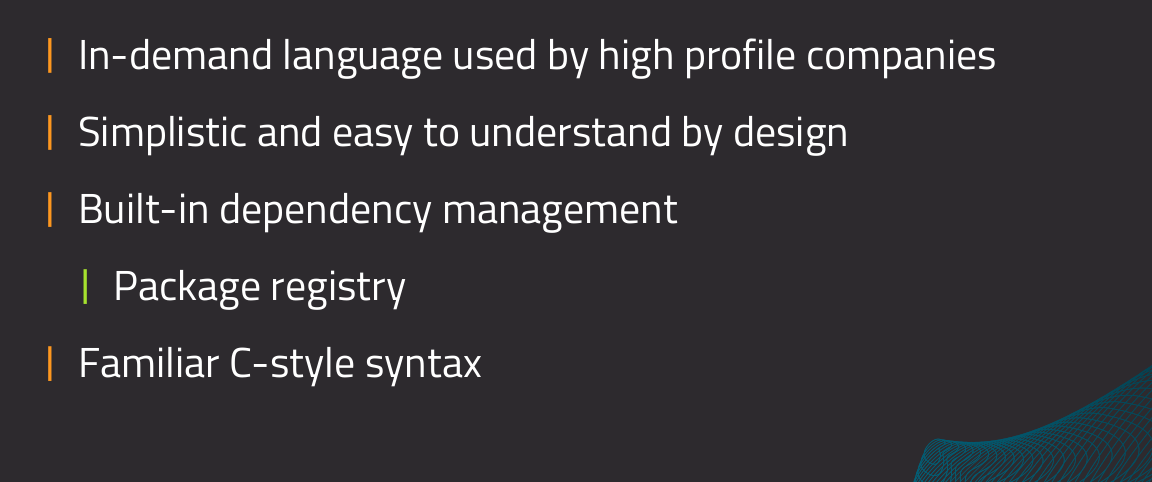 In-demand language used by high profile companies
Simplistic and easy to understand by design
Built-in dependency management
Package registry
Familiar C-style syntax